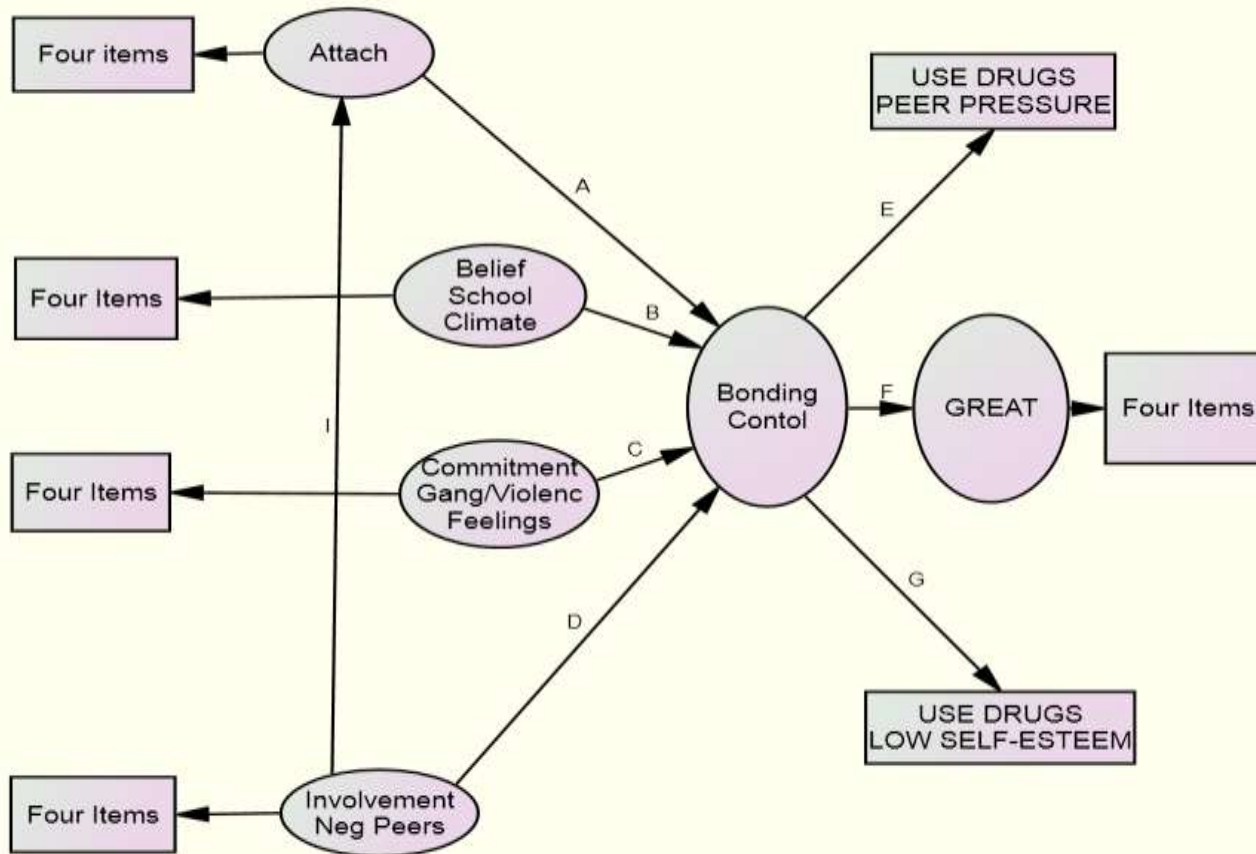 Four items
Attach
USE DRUGS
PEER PRESSURE
A
E
Four Items
Belief
School
Climate
B
Bonding
Contol
F
GREAT
Four Items
I
Four Items
Commitment
Gang/Violenc
Feelings
C
G
D
USE DRUGS
LOW SELF-ESTEEM
Four Items
Involvement
Neg Peers